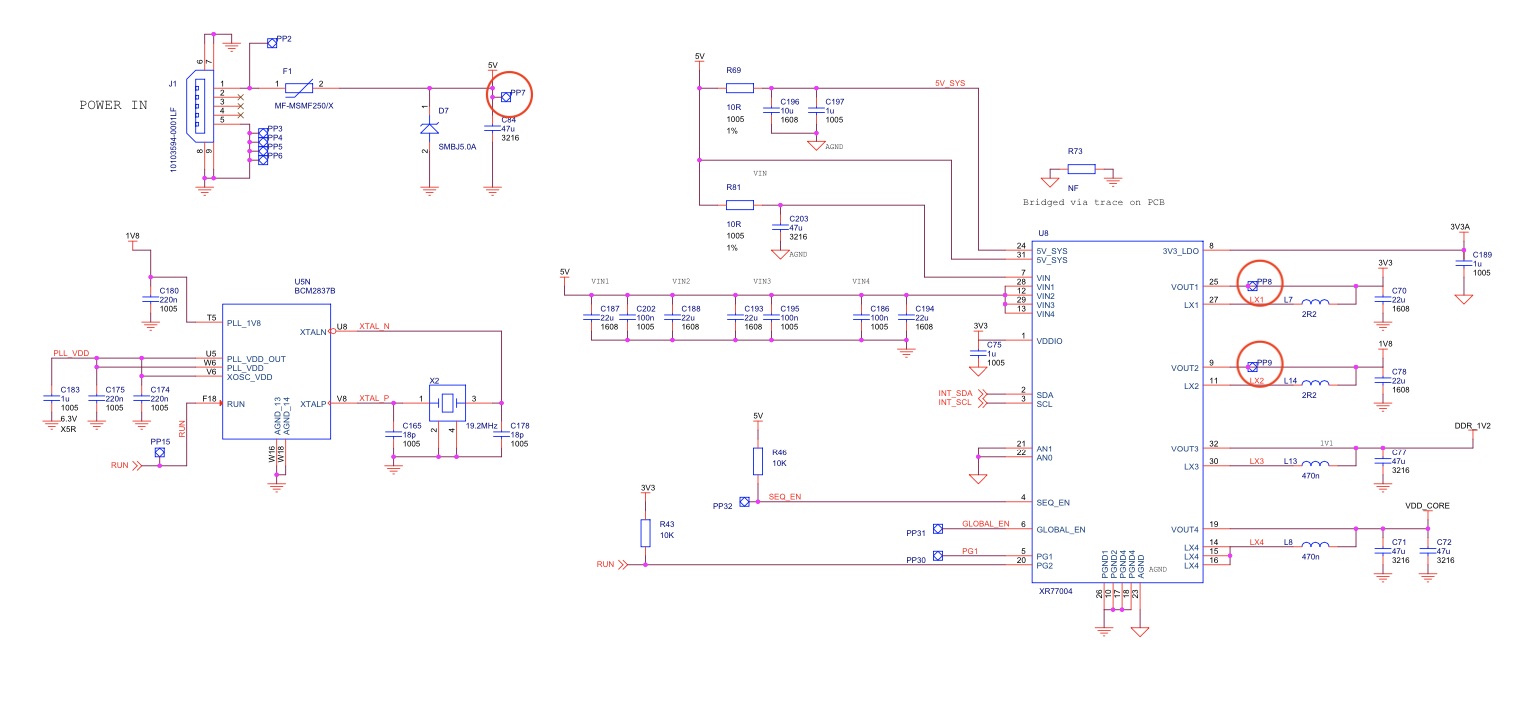 POWER IN
J1
10103594-0001LF
6
7
1
2
3
4
5
8
9
PP2
F1
1
2
MF-MSMF250/X
PP3
PP4
PP5
PP6
1
D7
2
SMBJ5.0A
5V
PP7
C84
47u
3216
5V
R69
10R
1005
1%
C196
10u
1608
C197
1u
1005
AGND
5V_SYS
VIN
R81
10R
1005
1%
C203
47u
3216
AGND
R73
NF
Bridged via trace on PCB
1V8
C180
220n
1005
U5N
BCM2837B
T5
PLL_1V8
PLL_VDD
U5
PLL_VDD_OUT
W6
PLL_VDD
V6
XOSC_VDD
F18
RUN
XTALN
U8
XTAL_N
XTALP
V8
XTAL_P
AGND_13
AGND_14
W16
W18
C183
1u
1005
6.3V
X5R
C175
220n
1005
C174
220n
1005
RUN
PP15
RUN
X2
1
3
2
4
19.2MHz
C165
18p
1005
C178
18p
1005
5V
VIN1
VIN2
VIN3
VIN4
C187
22u
1608
C202
100n
1005
C188
22u
1608
C193
22u
1608
C195
100n
1005
C186
100n
1005
C194
22u
1608
3V3
C75
1u
1005
INT_SDA
INT_SCL
5V
R46
10K
PP32
SEQ_EN
3V3
R43
10K
PP31
GLOBAL_EN
PP30
PG1
RUN
U8
XR77004
24
5V_SYS
31
5V_SYS
7
VIN
28
VIN1
12
VIN2
29
VIN3
13
VIN4
1
VDDIO
2
SDA
3
SCL
21
AN1
22
AN0
4
SEQ_EN
6
GLOBAL_EN
5
PG1
20
PG2
PGND1
PGND2
PGND4
PGND4
AGND
AGND
26
10
17
18
23
3V3_LDO
8
VOUT1
25
LX1
27
VOUT2
9
LX2
11
VOUT3
32
LX3
30
VOUT4
19
LX4
14
LX4
15
LX4
16
3V3A
C189
1u
1005
PP8
LX1
L7
2R2
3V3
C70
22u
1608
PP9
LX2
L14
2R2
1V8
C78
22u
1608
1V1
DDR_1V2
LX3
L13
470n
C77
47u
3216
VDD_CORE
LX4
L8
470n
C71
47u
3216
C72
47u
3216